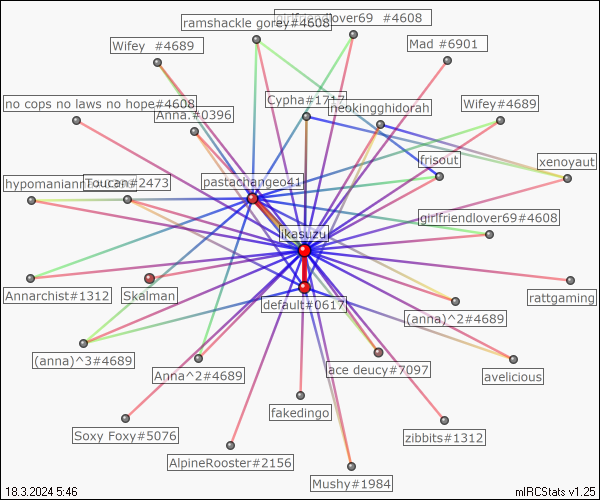 girlfriendlover69 #4608
ramshackle gorey#4608
Wifey #4689
Mad #6901
no cops no laws no hope#4608
Cypha#1717
neokingghidorah
Wifey#4689
Anna.#0396
frisout
xenoyaut
hypomaniann
Toucan#2473
pastachangeo41
girlfriendlover69#4608
ikasuzu
Annarchist#1312
Skalman
default#0617
rattgaming
(anna)^2#4689
(anna)^3#4689
Anna^2#4689
ace deucy#7097
avelicious
fakedingo
Soxy Foxy#5076
zibbits#1312
AlpineRooster#2156
Mushy#1984
18.3.2024 5:46
mIRCStats v1.25